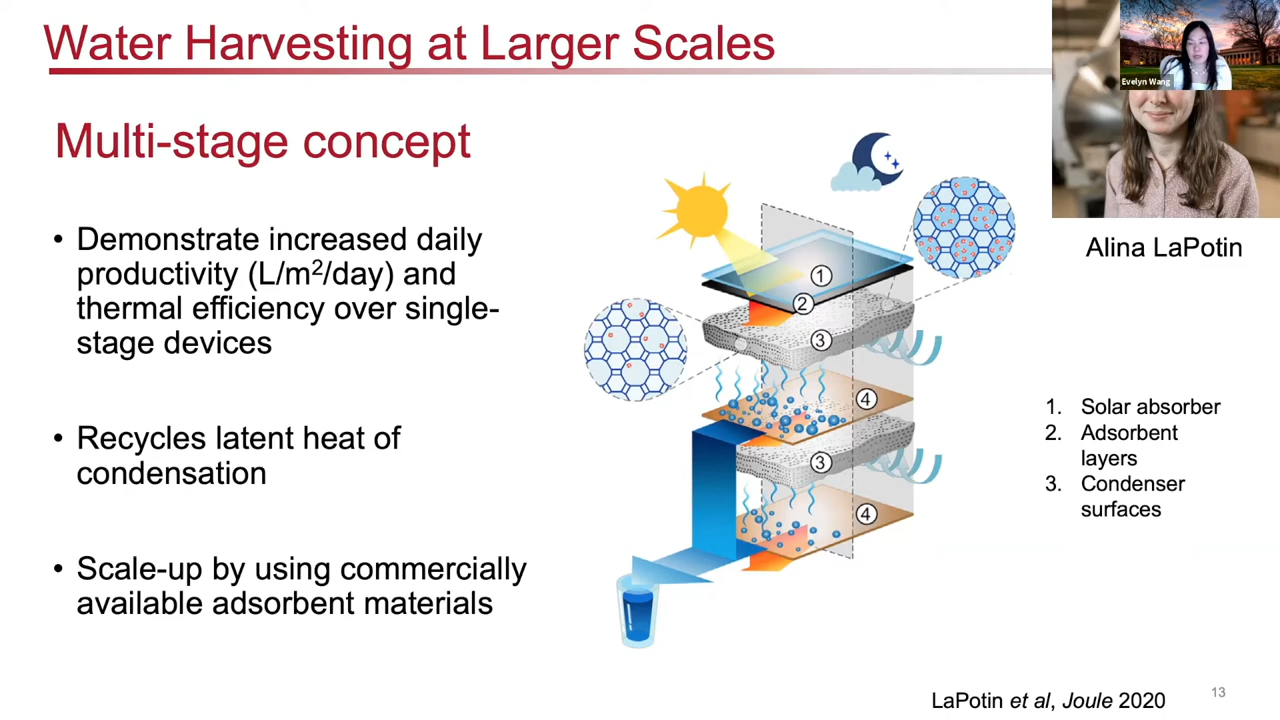 Water Harvesting at Larger Scales
Evelyn Wang
Multi-stage concept
• Demonstrate increased daily
productivity (L/m²/day) and
thermal efficiency over single-
stage devices
• Recycles latent heat of
condensation
• Scale-up by using commercially
available adsorbent materials
1
2
3
4
3
4
Alina LaPotin
1. Solar absorber
2. Adsorbent
layers
3. Condenser
surfaces
LaPotin et al, Joule 2020
13